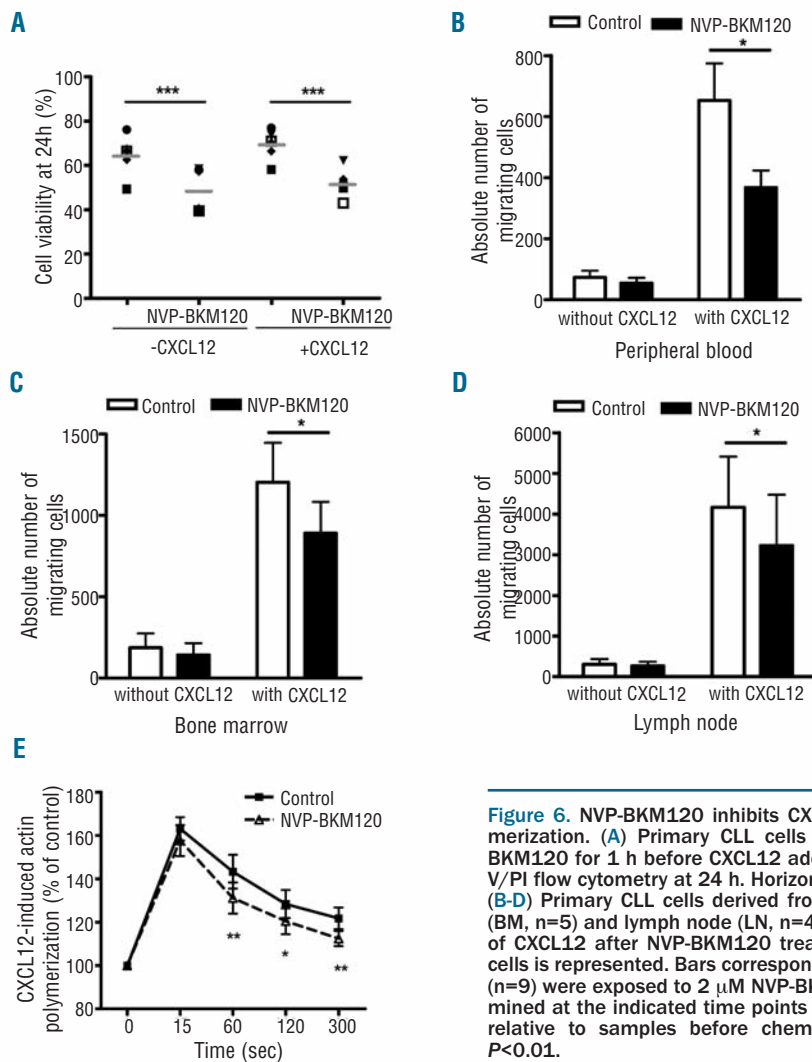 A
Cell viability at 24h (%)
100
80
60
40
20
0
***
***
NVP-BKM120
NVP-BKM120
-CXCL12
+CXCL12
B
Control
NVP-BKM120
Absolute number of
migrating cells
800
600
400
200
0
*
without CXCL12
with CXCL12
Peripheral blood
C
Control
NVP-BKM120
Absolute number of
migrating cells
1500
1000
500
0
*
without CXCL12
with CXCL12
Bone marrow
D
Control
NVP-BKM120
Absolute number of
migrating cells
6000
5000
4000
3000
2000
1000
0
*
without CXCL12
with CXCL12
Lymph node
E
CXCL12-induced actin
polymerization (% of control)
180
160
140
120
100
80
Control
NVP-BKM120
**
*
**
0
15
60
120
300
Time (sec)
Figure 6. NVP-BKM120 inhibits CX
merization. (A) Primary CLL cells
BKM120 for 1 h before CXCL12 ad
V/PI flow cytometry at 24 h. Horizon
(B-D) Primary CLL cells derived fro
(BM, n=5) and lymph node (LN, n=4
of CXCL12 after NVP-BKM120 trea
cells is represented. Bars correspon
(n=9) were exposed to 2 μM NVP-BK
mined at the indicated time points
relative to samples before chem
P<0.01.